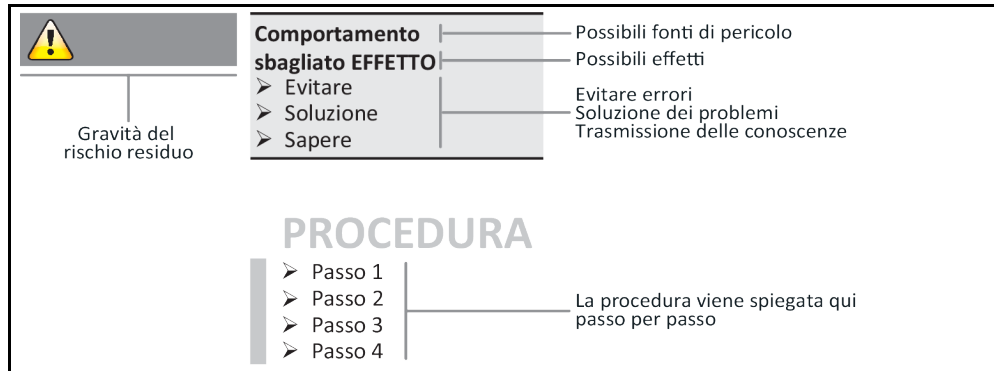 Comportamento
sbagliato EFFETTO
➢ Evitare
➢ Soluzione
➢ Sapere
Possibili fonti di pericolo
Possibili effetti
Evitare errori
Soluzione dei problemi
Trasmissione delle conoscenze
Gravità del
rischio residuo
PROCEDURA
➢ Passo 1
➢ Passo 2
➢ Passo 3
➢ Passo 4
La procedura viene spiegata qui
passo per passo